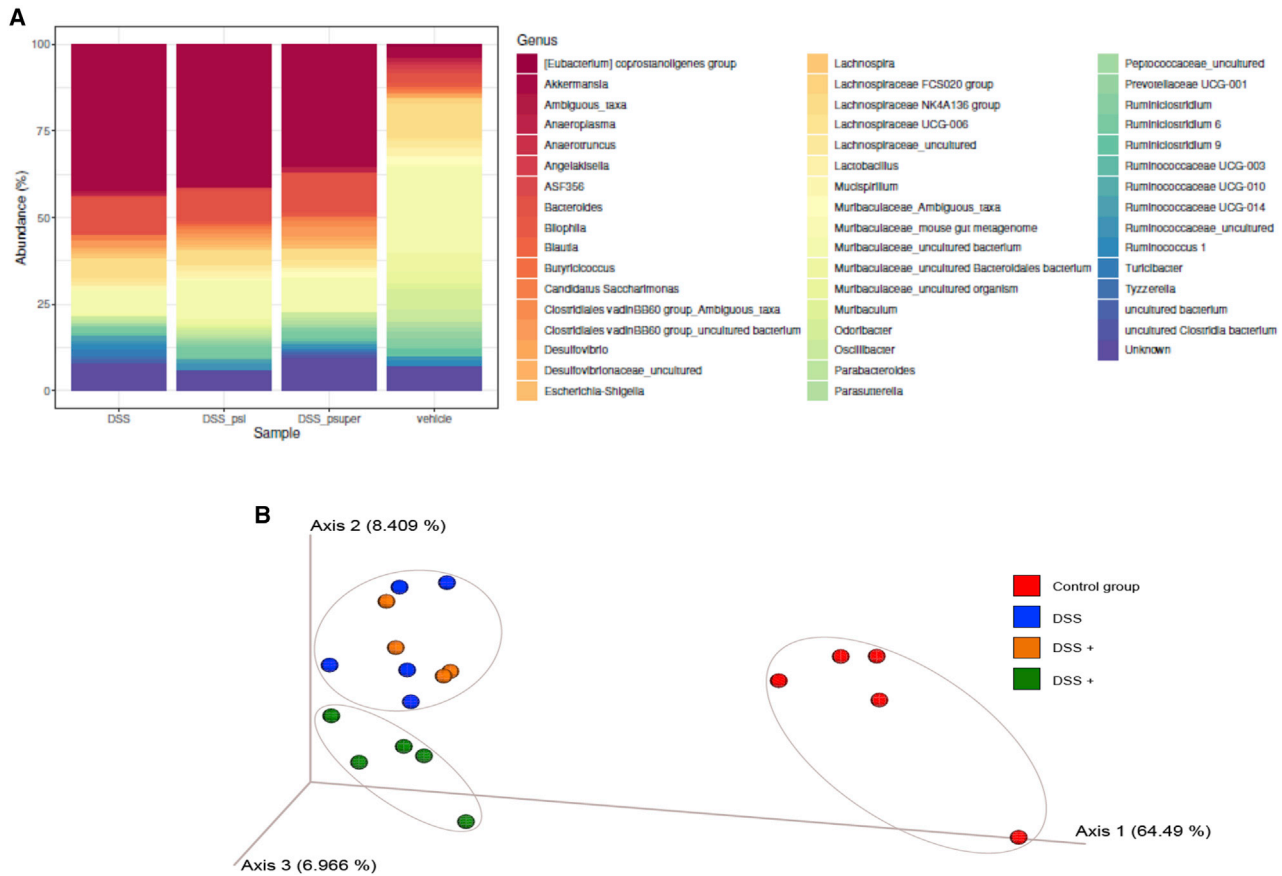 A
100
75
50
25
0
Abundance (%)
DSS
DSS_psl
DSS_psuper
vehicle
Sample
Genus
[Eubacterium] coprostanoligenes group
Akkermansia
Ambiguous_taxa
Anaeroplasma
Anaerotruncus
Angelakisella
ASF356
Bacteroides
Bilophila
Blautia
Butyricicoccus
Candidatus Saccharimonas
Clostridiales vadinBB60 group_Ambiguous_taxa
Clostridiales vadinBB60 group_uncultured bacterium
Desulfovibrio
Desulfovibrionaceae_uncultured
Escherichia-Shigella
Lachnospira
Lachnospiraceae FCS020 group
Lachnospiraceae NK4A136 group
Lachnospiraceae UCG-006
Lachnospiraceae_uncultured
Lactobacillus
Mucispirillum
Muribaculaceae_Ambiguous_taxa
Muribaculaceae_mouse gut metagenome
Muribaculaceae_uncultured bacterium
Muribaculaceae_uncultured Bacteroidales bacterium
Muribaculaceae_uncultured organism
Muribaculum
Odoribacter
Oscillibacter
Parabacteroides
Parasutterella
Peptococcaceae_uncultured
Prevotellaceae UCG-001
Ruminiclostridium
Ruminiclostridium 6
Ruminiclostridium 9
Ruminococcaceae UCG-003
Ruminococcaceae UCG-010
Ruminococcaceae UCG-014
Ruminococcaceae_uncultured
Ruminococcus 1
Turicibacter
Tyzzerella
uncultured bacterium
uncultured Clostridia bacterium
Unknown
B
Axis 2 (8.409 %)
Axis 1 (64.49 %)
Axis 3 (6.966 %)
Control group
DSS
DSS +
DSS +